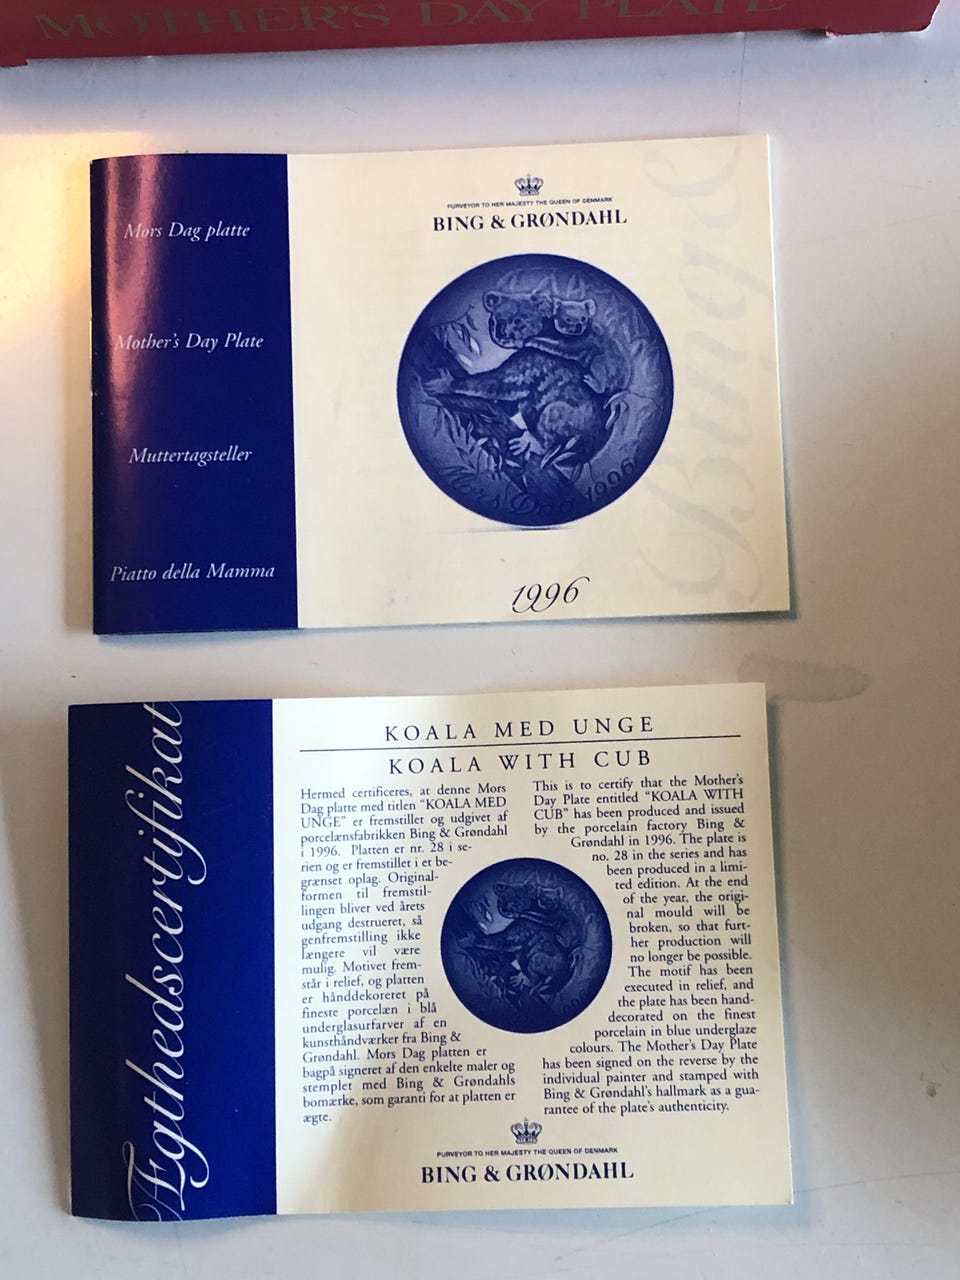 MOTHER'S DAY PLATE
Mors Dag platte
Mother's Day Plate
Muttertagsteller
Piatto della Mamma
PURVEYOR TO HER MAJESTY THE QUEEN OF DENMARK
BING & GRØNDAHL
Mors Dag 1996
1996
Bing &
Ægthedscertifikat
KOALA MED UNGE
KOALA WITH CUB
Hermed certificeres, at denne Mors
Dag platte med titlen “KOALA MED
UNGE” er fremstillet og udgivet af
porcelænsfabrikken Bing & Grøndahl
i 1996. Platten er nr. 28 i se-
rien og er fremstillet i et be-
grænset oplag. Original-
formen til fremstil-
lingen bliver ved årets
udgang destrueret, så
genfremstilling ikke
længere vil være
mulig. Motivet frem-
står i relief, og platten
er hånddekoreret på
fineste porcelæn i blå
underglasurfarver af en
kunsthåndværker fra Bing &
Grøndahl. Mors Dag platten er
bagpå signeret af den enkelte maler og
stemplet med Bing & Grøndahls
bomærke, som garanti for at platten er
ægte.
This is to certify that the Mother's
Day Plate entitled “KOALA WITH
CUB” has been produced and issued
by the porcelain factory Bing &
Grøndahl in 1996. The plate is
no. 28 in the series and has
been produced in a limi-
ted edition. At the end
of the year, the origi-
nal mould will be
broken, so that furt-
her production will
no longer be possible.
The motif has been
executed in relief, and
the plate has been hand-
decorated on the finest
porcelain in blue underglaze
colours. The Mother's Day Plate
has been signed on the reverse by the
individual painter and stamped with
Bing & Grøndahl's hallmark as a gua-
rantee of the plate's authenticity.
PURVEYOR TO HER MAJESTY THE QUEEN OF DENMARK
BING & GRØNDAHL